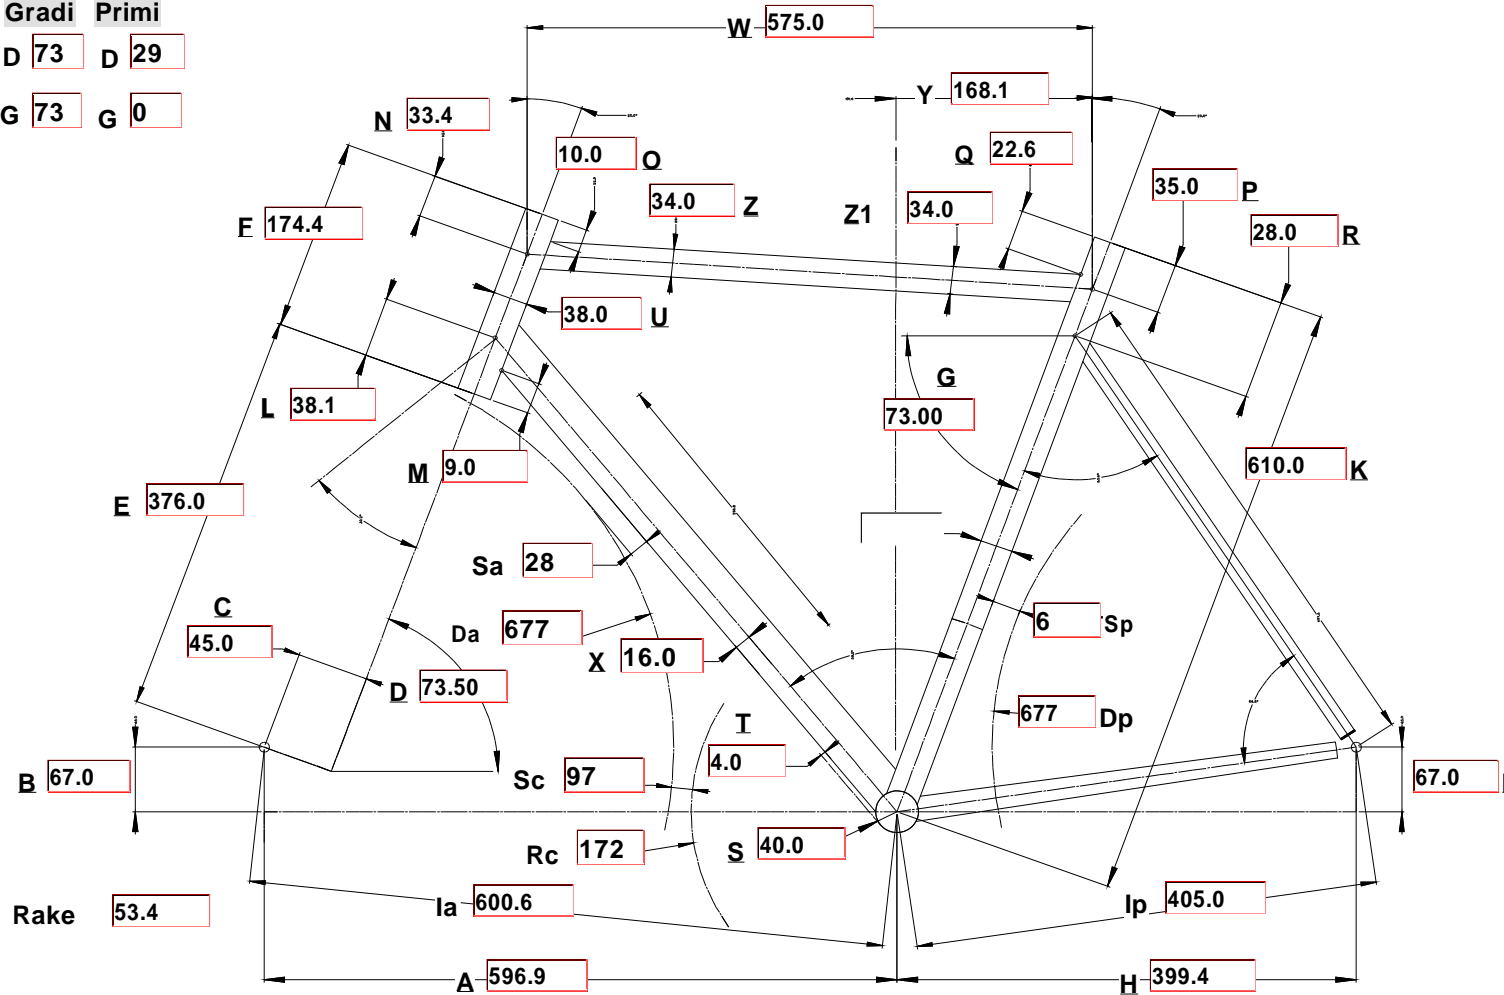 Gradi Primi
D 73 D 29
G 73 G 0
W 575.0
Y 168.1
N 33.4
10.0 O
Q 22.6
35.0 P
34.0 Z
Z1 34.0
F 174.4
28.0 R
38.0 U
G
73.00
L 38.1
M 9.0
610.0 K
E 376.0
Sa 28
C
45.0
Da 677
6 Sp
X 16.0
D 73.50
T
4.0
677 Dp
B 67.0
Sc 97
67.0
Rc 172
S 40.0
Rake 53.4
Ia 600.6
Ip 405.0
A 596.9
H 399.4